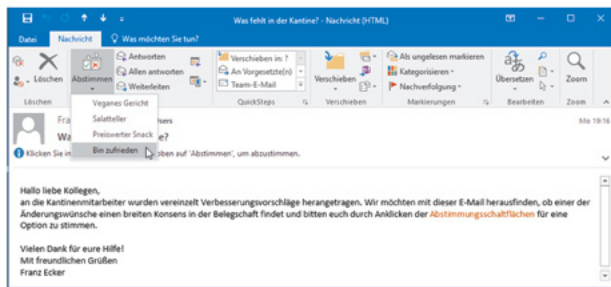 Was fehlt in der Kantine? - Nachricht (HTML)
Datei Nachricht Was möchten Sie tun?
Löschen
Abstimmen
Antworten
Allen antworten
Weiterleiten
Verschieben in: ?
An Vorgesetzte(n)
Team-E-Mail
Verschieben
Als ungelesen markieren
Kategorisieren
Nachverfolgung
Übersetzen
Zoom
Löschen QuickSteps Verschieben Markierungen Bearbeiten Zoom
Veganes Gericht
Salatteller
Preiswerter Snack
Bin zufrieden
Fra sers Mo 19:16
Wa e?
Klicken Sie in oben auf 'Abstimmen', um abzustimmen.
Hallo liebe Kollegen,
an die Kantinenmitarbeiter wurden vereinzelt Verbesserungsvorschläge herangetragen. Wir möchten mit dieser E-Mail herausfinden, ob einer der
Änderungswünsche einen breiten Konsens in der Belegschaft findet und bitten euch durch Anklicken der Abstimmungsschaltflächen für eine
Option zu stimmen.
Vielen Dank für eure Hilfe!
Mit freundlichen Grüßen
Franz Ecker